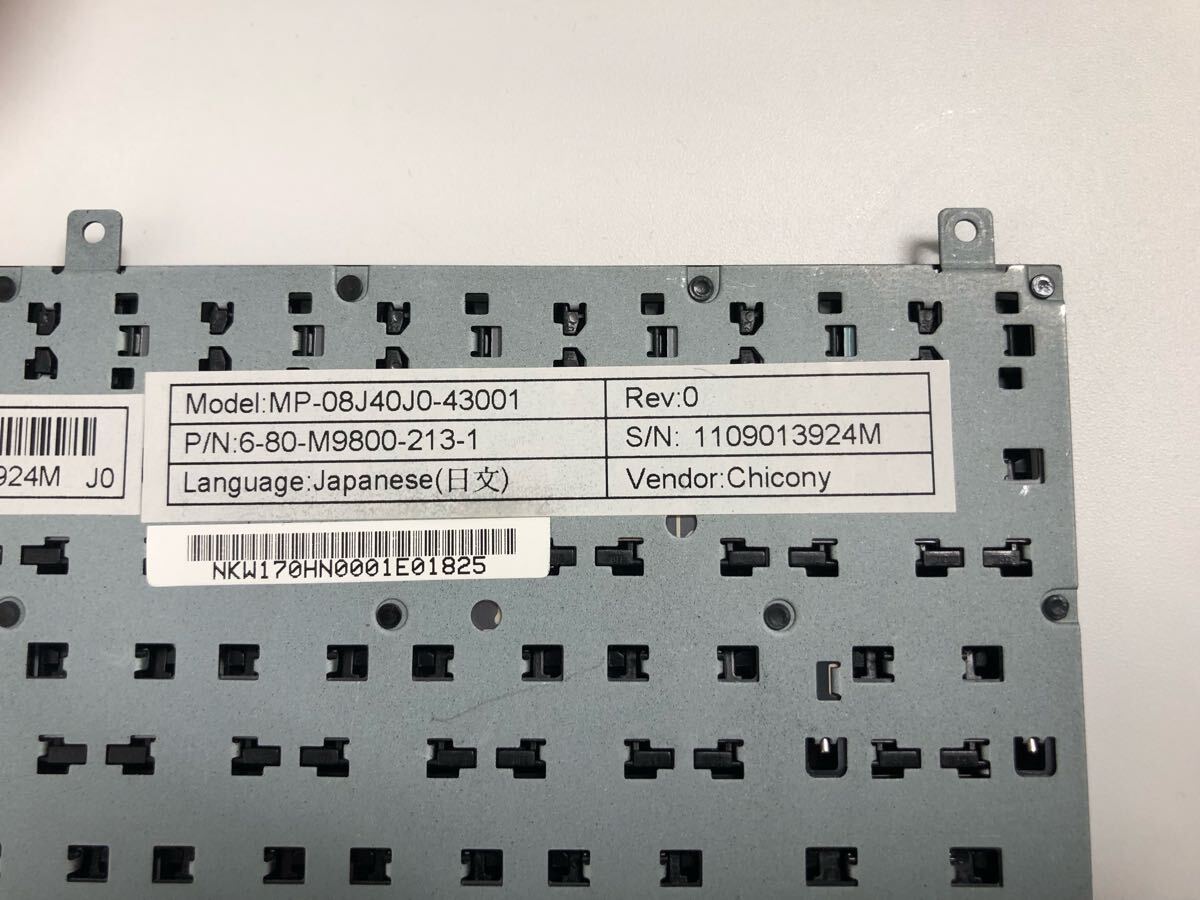 Model:MP-08J40J0-43001 Rev:0
P/N:6-80-M9800-213-1 S/N: 1109013924M
Language:Japanese(日文) Vendor:Chicony
924M J0
NKW170HN0001E01825